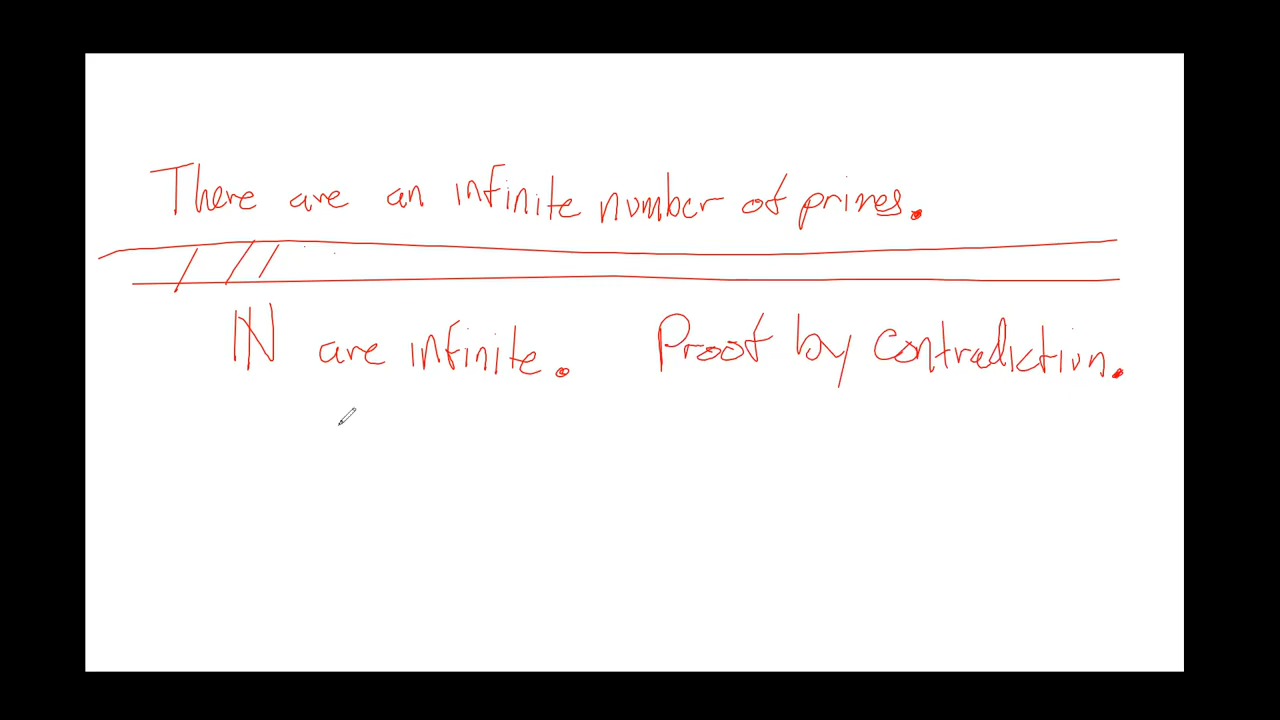 There are an infinite number of primes.
ℕ are infinite. Proof by contradiction.